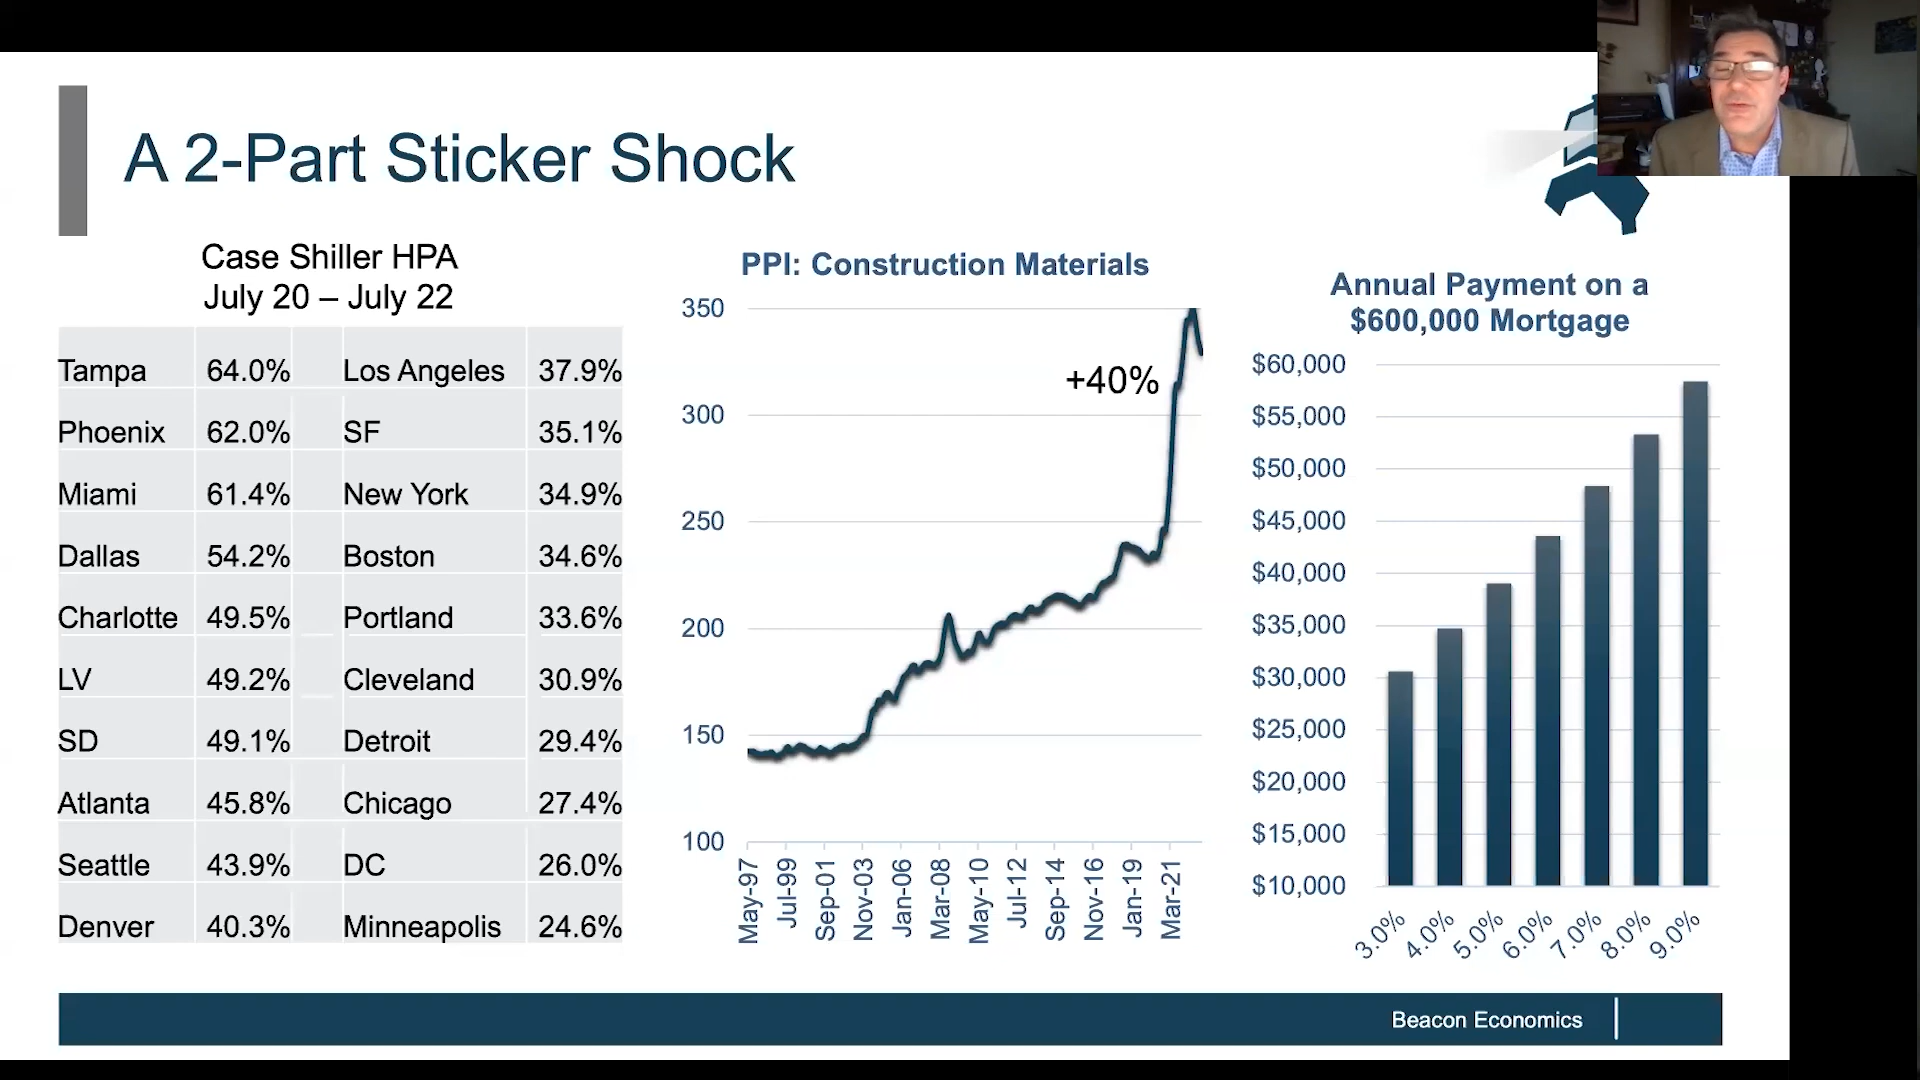 A 2-Part Sticker Shock
Case Shiller HPA
July 20 – July 22
Tampa 64.0% Los Angeles 37.9%
Phoenix 62.0% SF 35.1%
Miami 61.4% New York 34.9%
Dallas 54.2% Boston 34.6%
Charlotte 49.5% Portland 33.6%
LV 49.2% Cleveland 30.9%
SD 49.1% Detroit 29.4%
Atlanta 45.8% Chicago 27.4%
Seattle 43.9% DC 26.0%
Denver 40.3% Minneapolis 24.6%
PPI: Construction Materials
350
300
250
200
150
100
+40%
May-97
Jul-99
Sep-01
Nov-03
Jan-06
Mar-08
May-10
Jul-12
Sep-14
Nov-16
Jan-19
Mar-21
Annual Payment on a
$600,000 Mortgage
$60,000
$55,000
$50,000
$45,000
$40,000
$35,000
$30,000
$25,000
$20,000
$15,000
$10,000
3.0%
4.0%
5.0%
6.0%
7.0%
8.0%
9.0%
Beacon Economics